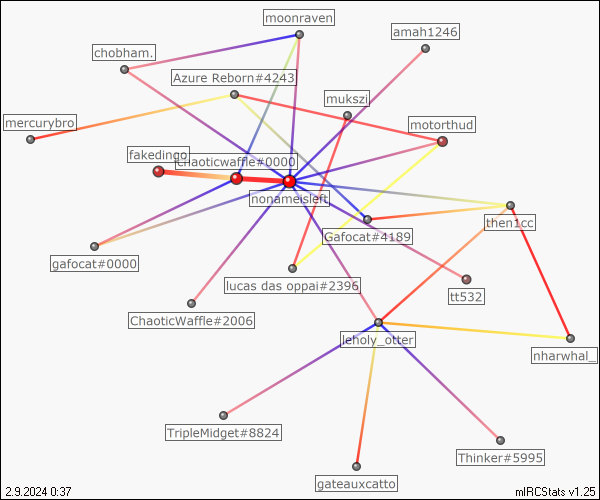 moonraven
amah1246
chobham.
Azure Reborn#4243
mukszi
mercurybro
motorthud
fakedingo
Chaoticwaffle#0000
nonameisleft
then1cc
Gafocat#4189
gafocat#0000
lucas das oppai#2396
tt532
ChaoticWaffle#2006
leholy_otter
nharwhal_
TripleMidget#8824
Thinker#5995
gateauxcatto
2.9.2024 0:37
mIRCStats v1.25